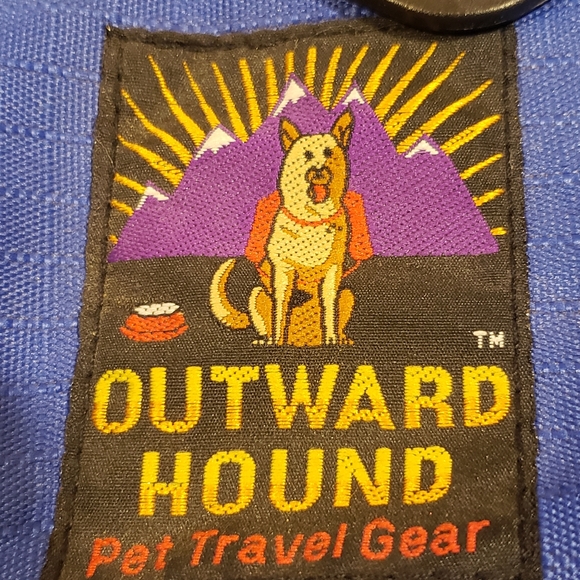 TM
OUTWARD
HOUND
Pet Travel Gear